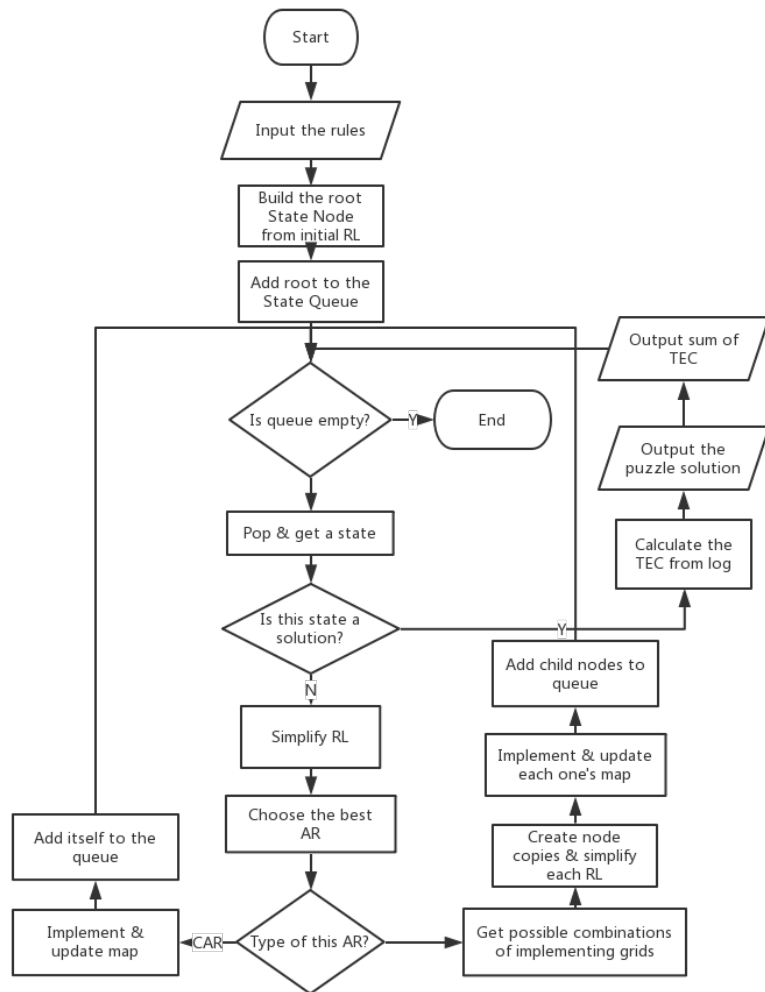 Start
Input the rules
Build the root
State Node
from initial RL
Add root to the
State Queue
Output sum of
TEC
Is queue empty?
Y
End
Output the
puzzle solution
Pop & get a state
Calculate the
TEC from log
Is this state a
solution?
Y
N
Add child nodes to
queue
Simplify RL
Implement & update
each one's map
Choose the best
AR
Add itself to the
queue
Create node
copies & simplify
each RL
Implement &
update map
CAR
Type of this AR?
Get possible combinations
of implementing grids